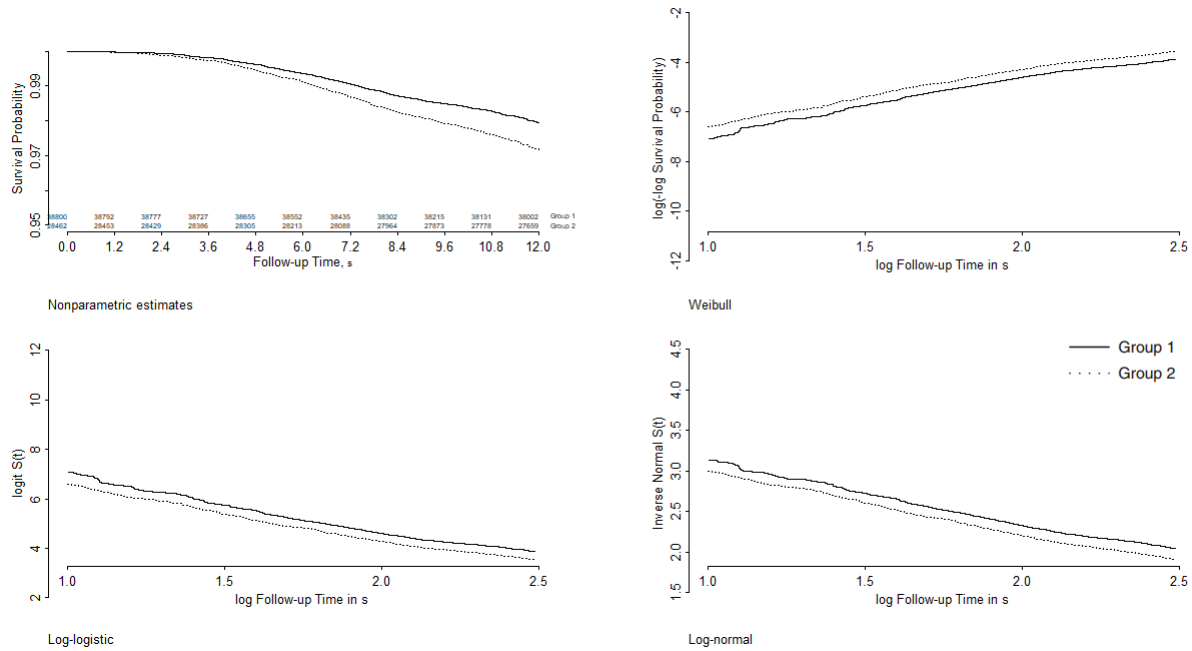 Survival Probability
0.99
0.97
0.95
38800 38792 38777 38727 38655 38552 38435 38302 38215 38131 38002 Group 1
28462 28453 28429 28386 28305 28213 28088 27964 27873 27778 27659 Group 2
0.0 1.2 2.4 3.6 4.8 6.0 7.2 8.4 9.6 10.8 12.0
Follow-up Time, s
Nonparametric estimates
log(-log Survival Probability)
-2
-4
-6
-8
-10
-12
1.0 1.5 2.0 2.5
log Follow-up Time in s
Weibull
logit S(t)
12
10
8
6
4
2
1.0 1.5 2.0 2.5
log Follow-up Time in s
Log-logistic
Inverse Normal S(t)
4.5
4.0
3.5
3.0
2.5
2.0
1.5
Group 1
Group 2
1.0 1.5 2.0 2.5
log Follow-up Time in s
Log-normal